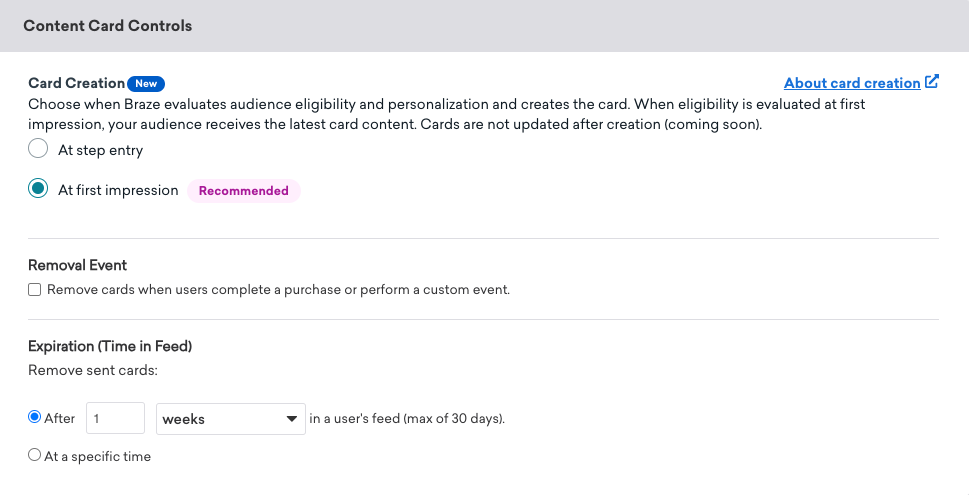 Content Card Controls
Card Creation New About card creation
Choose when Braze evaluates audience eligibility and personalization and creates the card. When eligibility is evaluated at first
impression, your audience receives the latest card content. Cards are not updated after creation (coming soon).
At step entry
At first impression Recommended
Removal Event
Remove cards when users complete a purchase or perform a custom event.
Expiration (Time in Feed)
Remove sent cards:
After 1 weeks in a user's feed (max of 30 days).
At a specific time